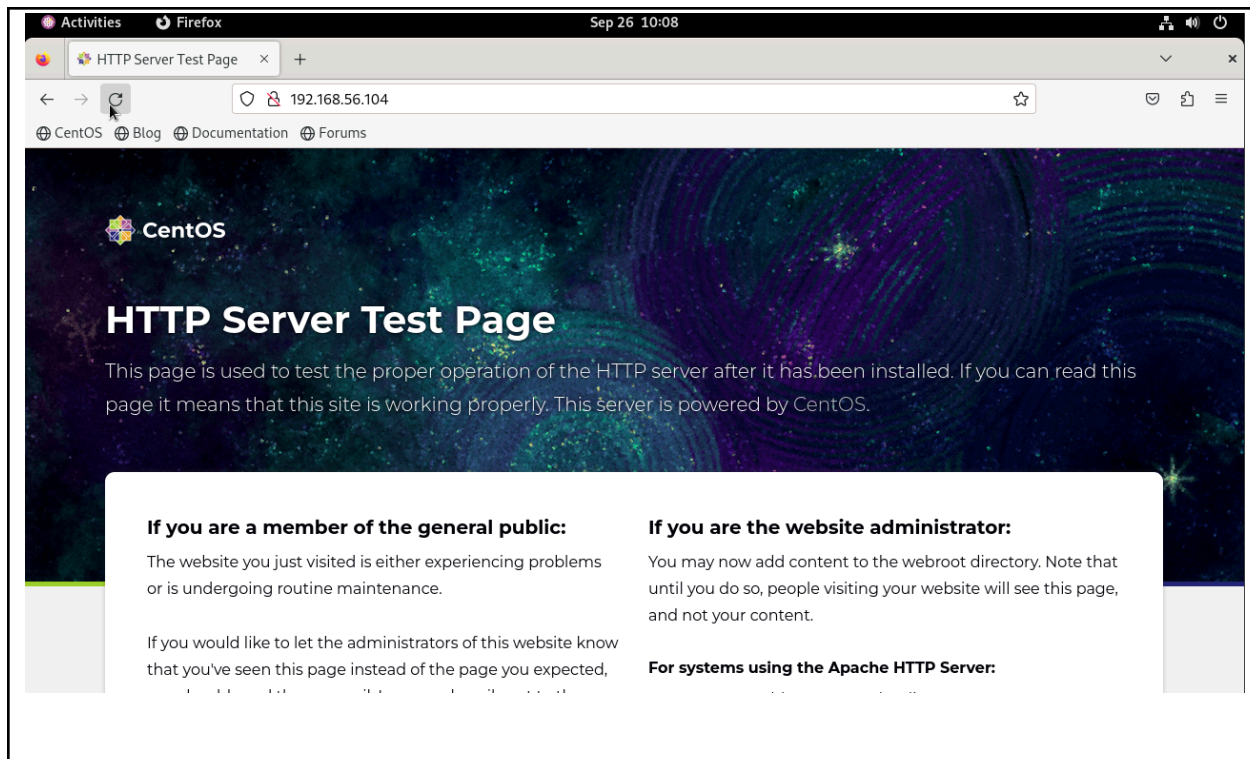 Activities Firefox Sep 26 10:08
HTTP Server Test Page
192.168.56.104
CentOS Blog Documentation Forums
CentOS
HTTP Server Test Page
This page is used to test the proper operation of the HTTP server after it has been installed. If you can read this
page it means that this site is working properly. This server is powered by CentOS.
If you are a member of the general public:
The website you just visited is either experiencing problems
or is undergoing routine maintenance.
If you would like to let the administrators of this website know
that you've seen this page instead of the page you expected,
If you are the website administrator:
You may now add content to the webroot directory. Note that
until you do so, people visiting your website will see this page,
and not your content.
For systems using the Apache HTTP Server: